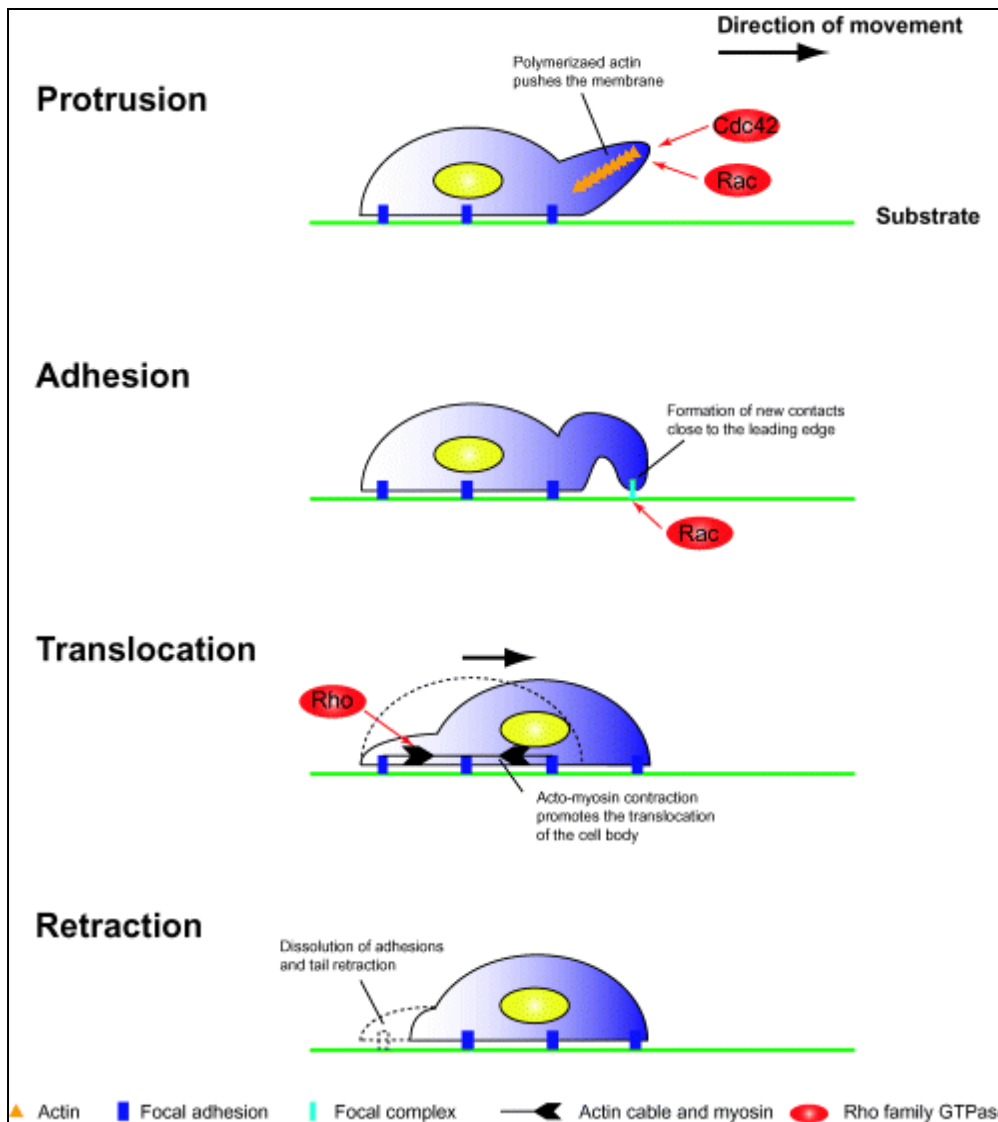 Direction of movement
Polymerizaed actin
pushes the membrane
Protrusion
Cdc42
Rac
Substrate
Adhesion
Formation of new contacts
close to the leading edge
Rac
Translocation
Rho
Acto-myosin contraction
promotes the translocation
of the cell body
Retraction
Dissolution of adhesions
and tail retraction
Actin
Focal adhesion
Focal complex
Actin cable and myosin
Rho family GTPas